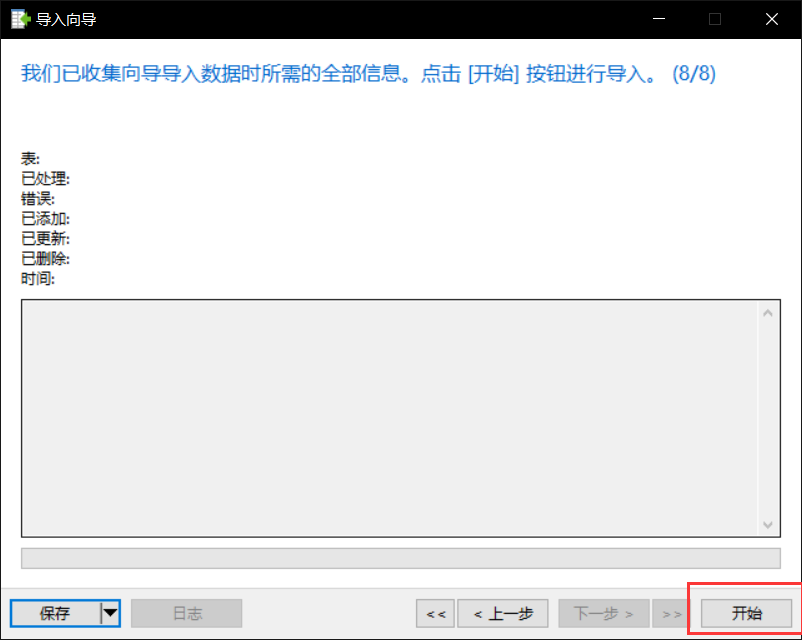 导入向导
我们已收集向导导入数据时所需的全部信息。点击 [开始] 按钮进行导入。 (8/8)
表:
已处理:
错误:
已添加:
已更新:
已删除:
时间:
保存 日志 << < 上一步 下一步 > >> 开始